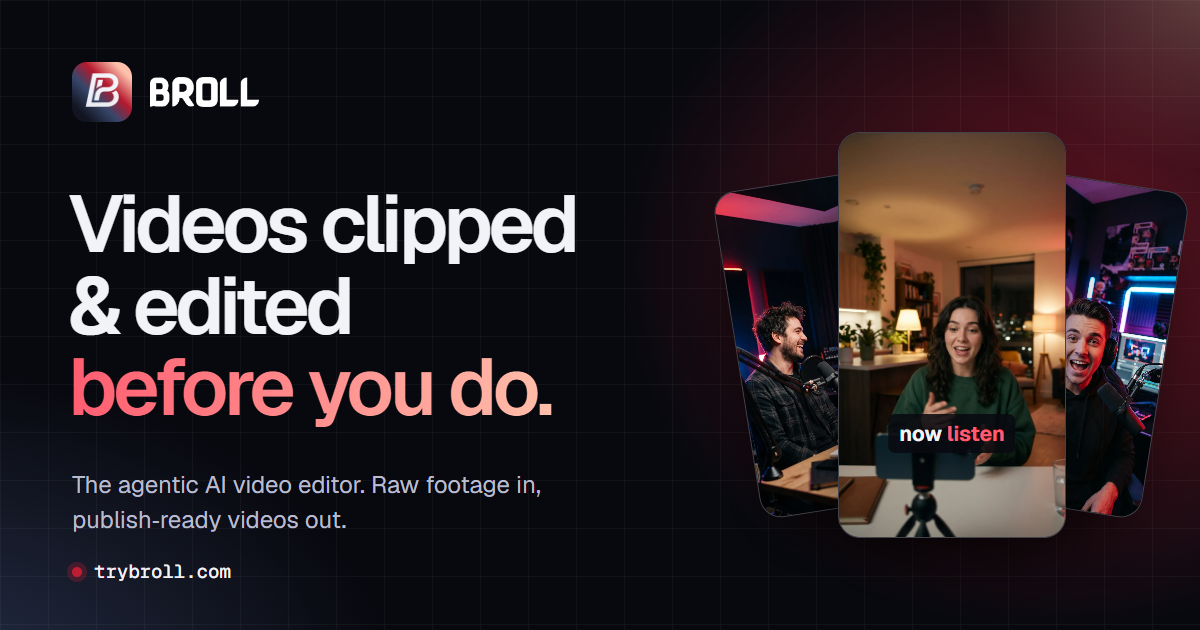 BROLL
Videos clipped
& edited
before you do.
The agentic AI video editor. Raw footage in,
publish-ready videos out.
trybroll.com
now listen